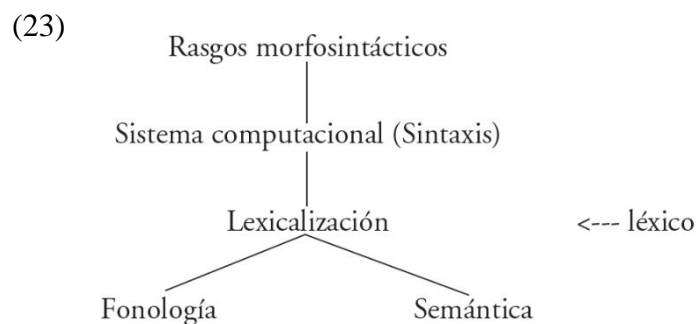 (23)
Rasgos morfosintácticos
Sistema computacional (Sintaxis)
Lexicalización <--- léxico
Fonología Semántica